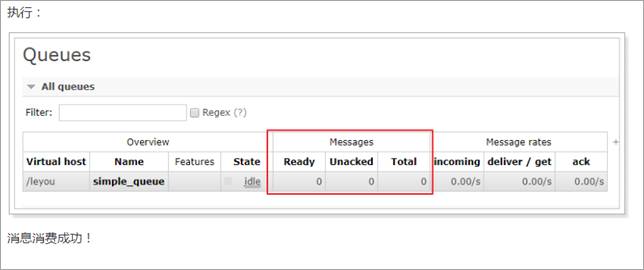 执行：
Queues
All queues
Filter: Regex (?)
Overview Messages Message rates +
Virtual host Name Features State Ready Unacked Total incoming deliver / get ack
/leyou simple_queue idle 0 0 0 0.00/s 0.00/s 0.00/s
消息消费成功！